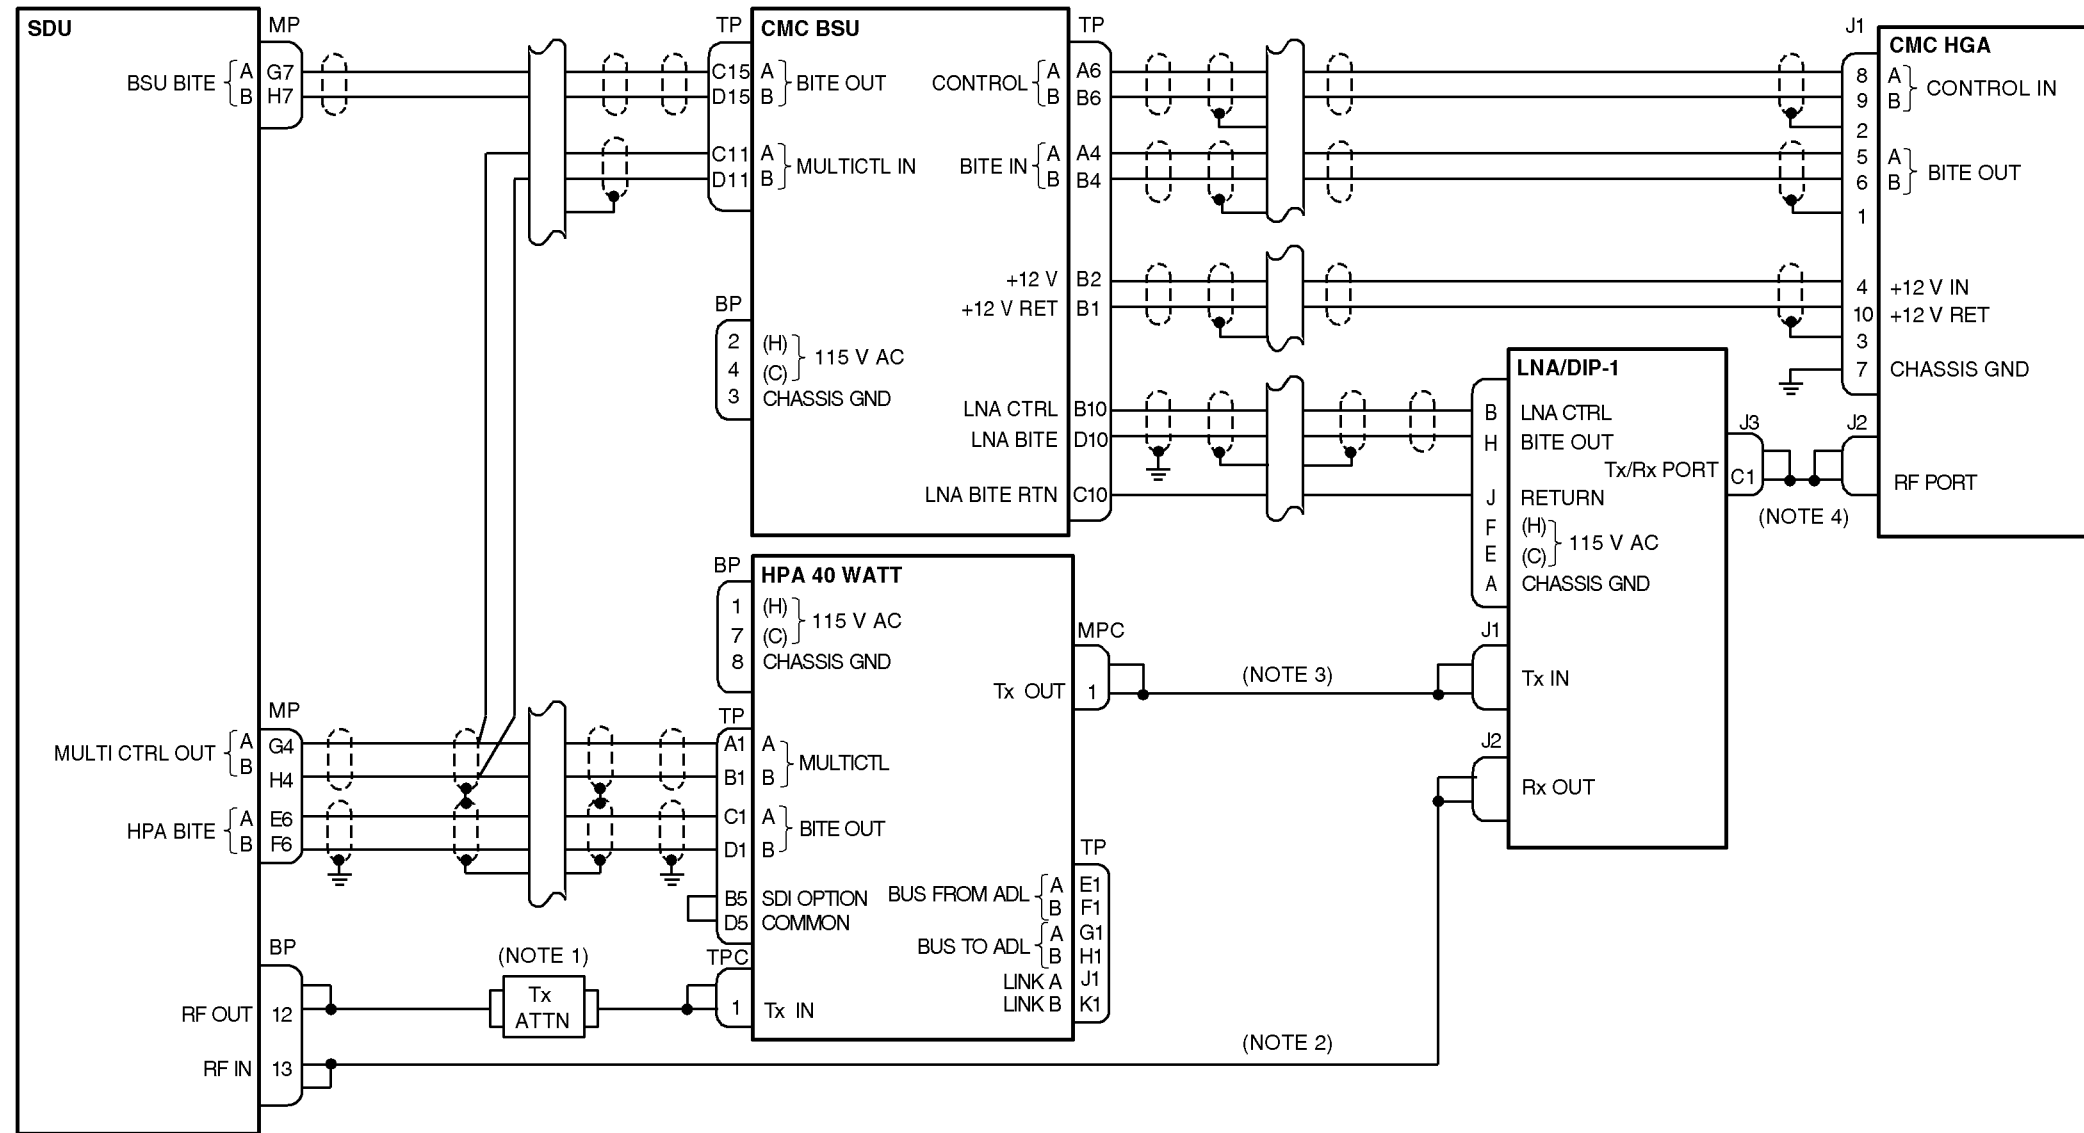 SDU
MP
BSU BITE
A
B
G7
H7
TP
CMC BSU
C15
D15
A
B
BITE OUT
C11
D11
A
B
MULTICTL IN
BP
2
4
3
(H)
(C)
115 V AC
CHASSIS GND
TP
CONTROL
A
B
A6
B6
BITE IN
A
B
A4
B4
+12 V
B2
+12 V RET
B1
LNA CTRL
B10
LNA BITE
D10
LNA BITE RTN
C10
J1
CMC HGA
8
9
2
A
B
CONTROL IN
5
6
1
A
B
BITE OUT
4
+12 V IN
10
+12 V RET
3
7
CHASSIS GND
J2
RF PORT
(NOTE 4)
LNA/DIP-1
B
LNA CTRL
H
BITE OUT
J3
Tx/Rx PORT
C1
J
RETURN
F
E
(H)
(C)
115 V AC
A
CHASSIS GND
J1
Tx IN
J2
Rx OUT
BP
HPA 40 WATT
1
7
8
(H)
(C)
115 V AC
CHASSIS GND
MPC
Tx OUT
1
(NOTE 3)
MP
MULTI CTRL OUT
A
B
G4
H4
HPA BITE
A
B
E6
F6
TP
A1
B1
A
B
MULTICTL
C1
D1
A
B
BITE OUT
B5
SDI OPTION
D5
COMMON
TP
BUS FROM ADL
A
B
E1
F1
BUS TO ADL
A
B
G1
H1
LINK A
J1
LINK B
K1
BP
RF OUT
12
RF IN
13
(NOTE 1)
Tx
ATTN
TPC
1
Tx IN
(NOTE 2)